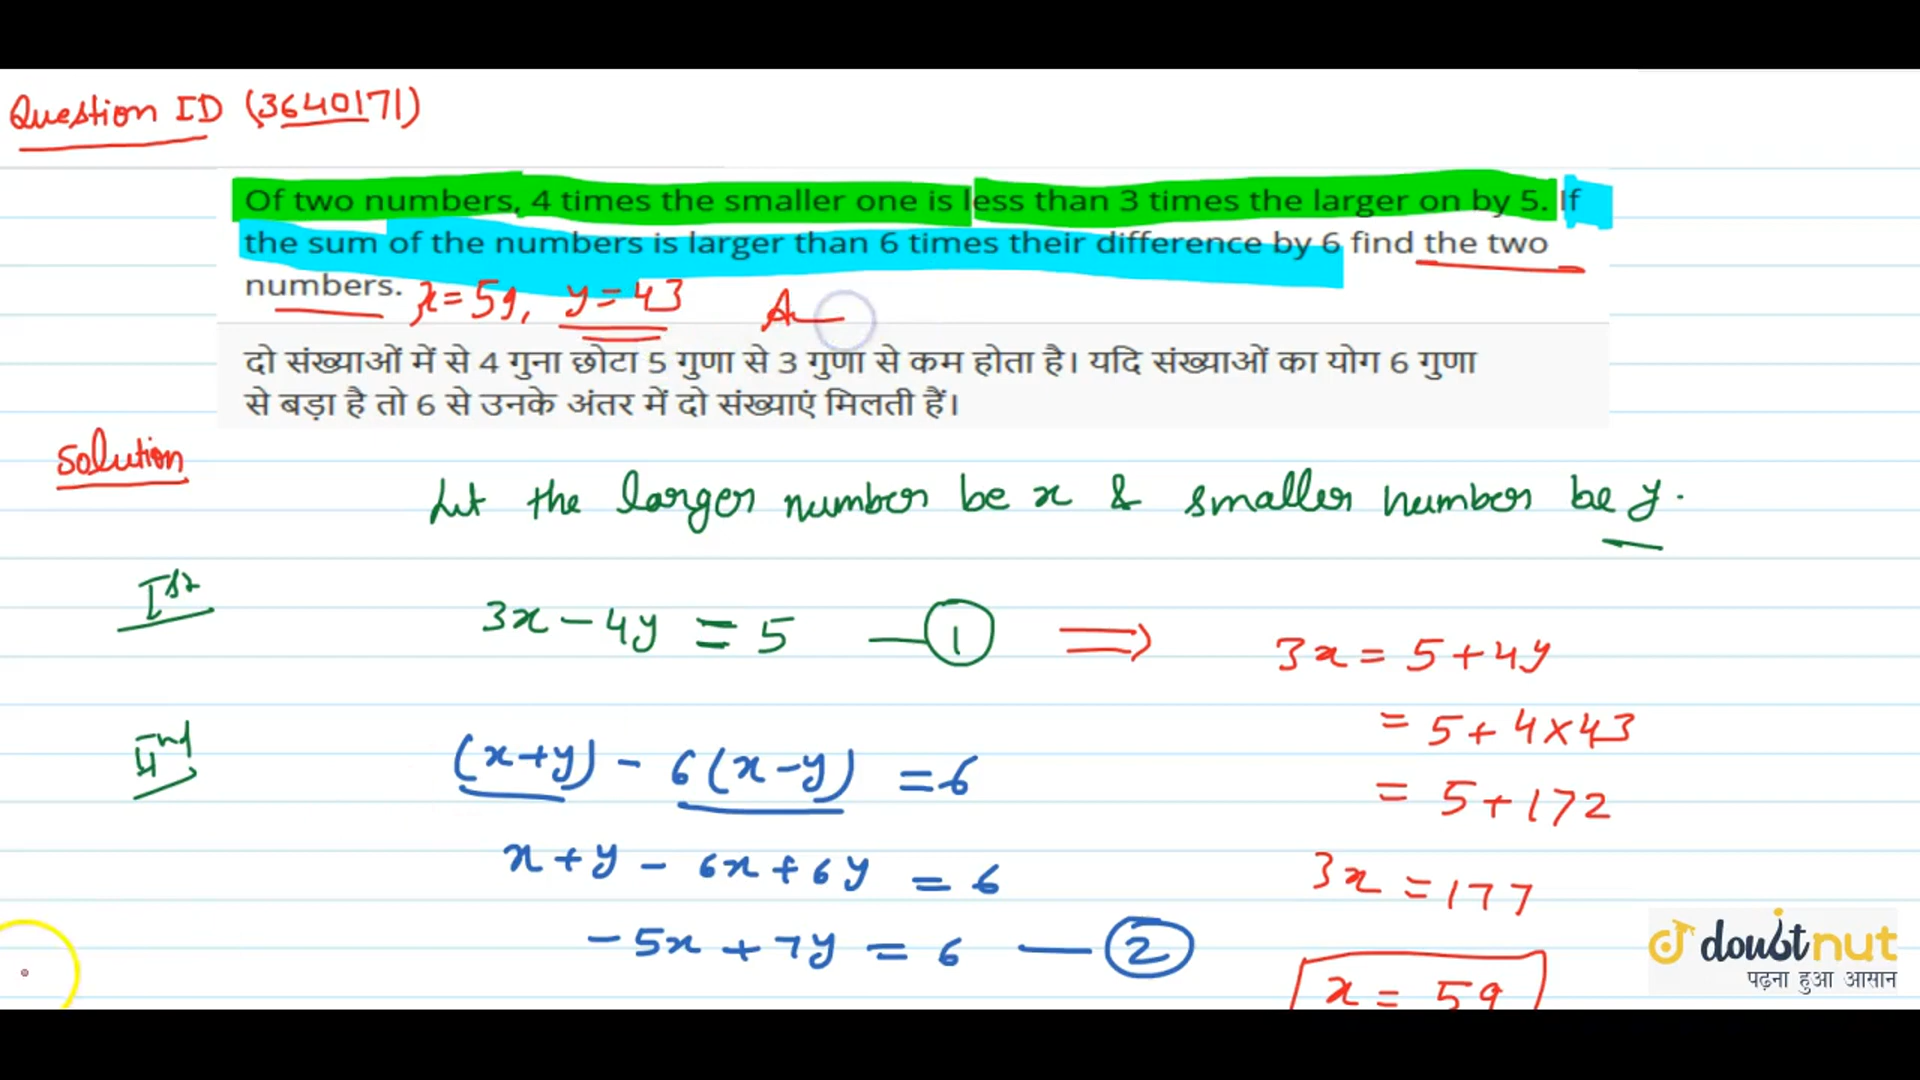 Question ID (3640171)
Of two numbers, 4 times the smaller one is less than 3 times the larger on by 5. If
the sum of the numbers is larger than 6 times their difference by 6 find the two
numbers. x = 59, y = 43
दो संख्याओं में से 4 गुना छोटा 5 गुणा से 3 गुणा से कम होता है। यदि संख्याओं का योग 6 गुणा
से बड़ा है तो 6 से उनके अंतर में दो संख्याएं मिलती हैं।
Solution
Let the larger number be x & smaller number be y.
Ist 3x - 4y = 5 — 1 ⟹ 3x = 5 + 4y
= 5 + 4 × 43
IInd (x + y) - 6(x - y) = 6
= 5 + 172
x + y - 6x + 6y = 6
3x = 177
- 5x + 7y = 6 — 2
x = 59
doubtnut
पढ़ना हुआ आसान